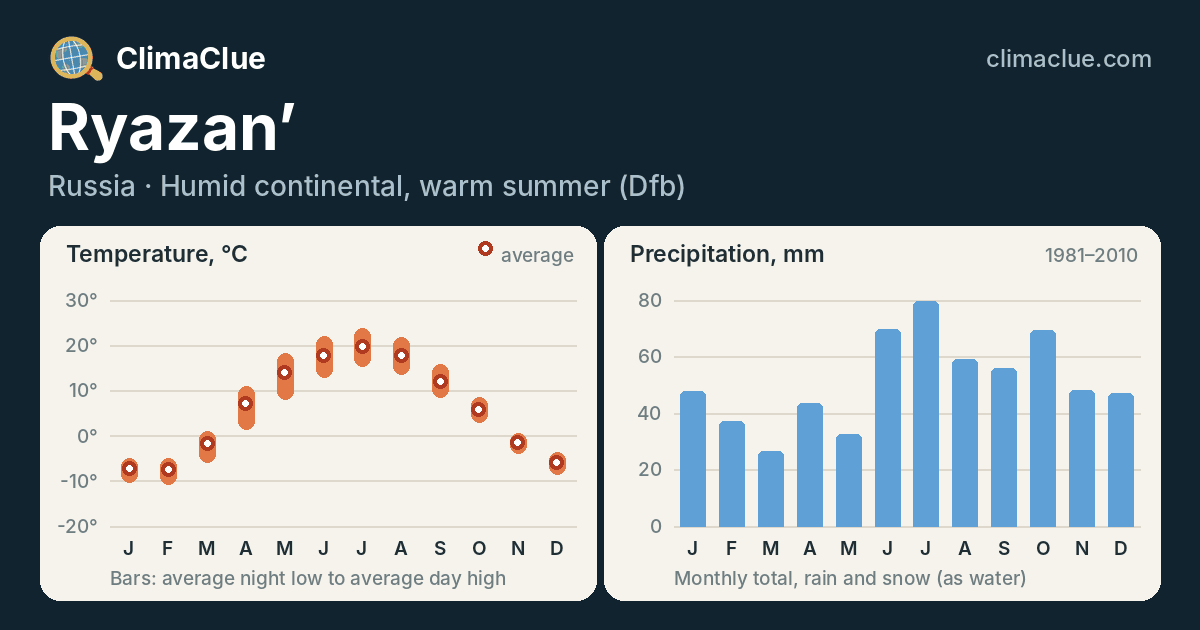 ClimaClue
climaclue.com
Ryazan’
Russia · Humid continental, warm summer (Dfb)
Temperature, °C
average
30°
20°
10°
0°
-10°
-20°
J F M A M J J A S O N D
Bars: average night low to average day high
Precipitation, mm
1981–2010
80
60
40
20
0
J F M A M J J A S O N D
Monthly total, rain and snow (as water)